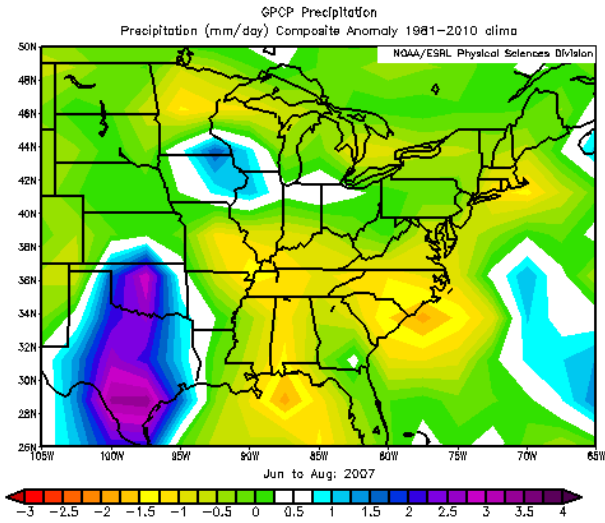 GPCP Precipitation
Precipitation (mm/day) Composite Anomaly 1981-2010 clima
NOAA/ESRL Physical Sciences Division
50N
48N
46N
44N
42N
40N
38N
36N
34N
32N
30N
28N
26N
4
4
105W 100W 95W 90W 85W 80W 75W 70W 65W
Jun to Aug: 2007
-3 -2.5 -2 -1.5 -1 -0.5 0 0.5 1 1.5 2 2.5 3 3.5 4